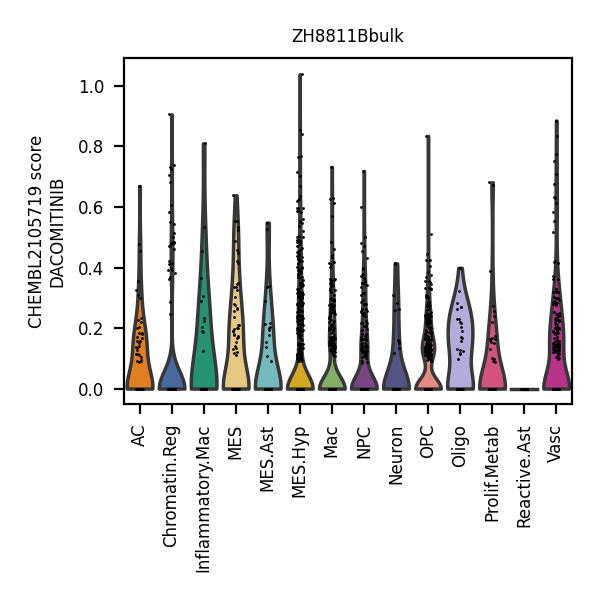 ZH8811Bbulk
CHEMBL2105719 score
DACOMITINIB
1.0
0.8
0.6
0.4
0.2
0.0
AC
Chromatin.Reg
Inflammatory.Mac
MES
MES.Ast
MES.Hyp
Mac
NPC
Neuron
OPC
Oligo
Prolif.Metab
Reactive.Ast
Vasc